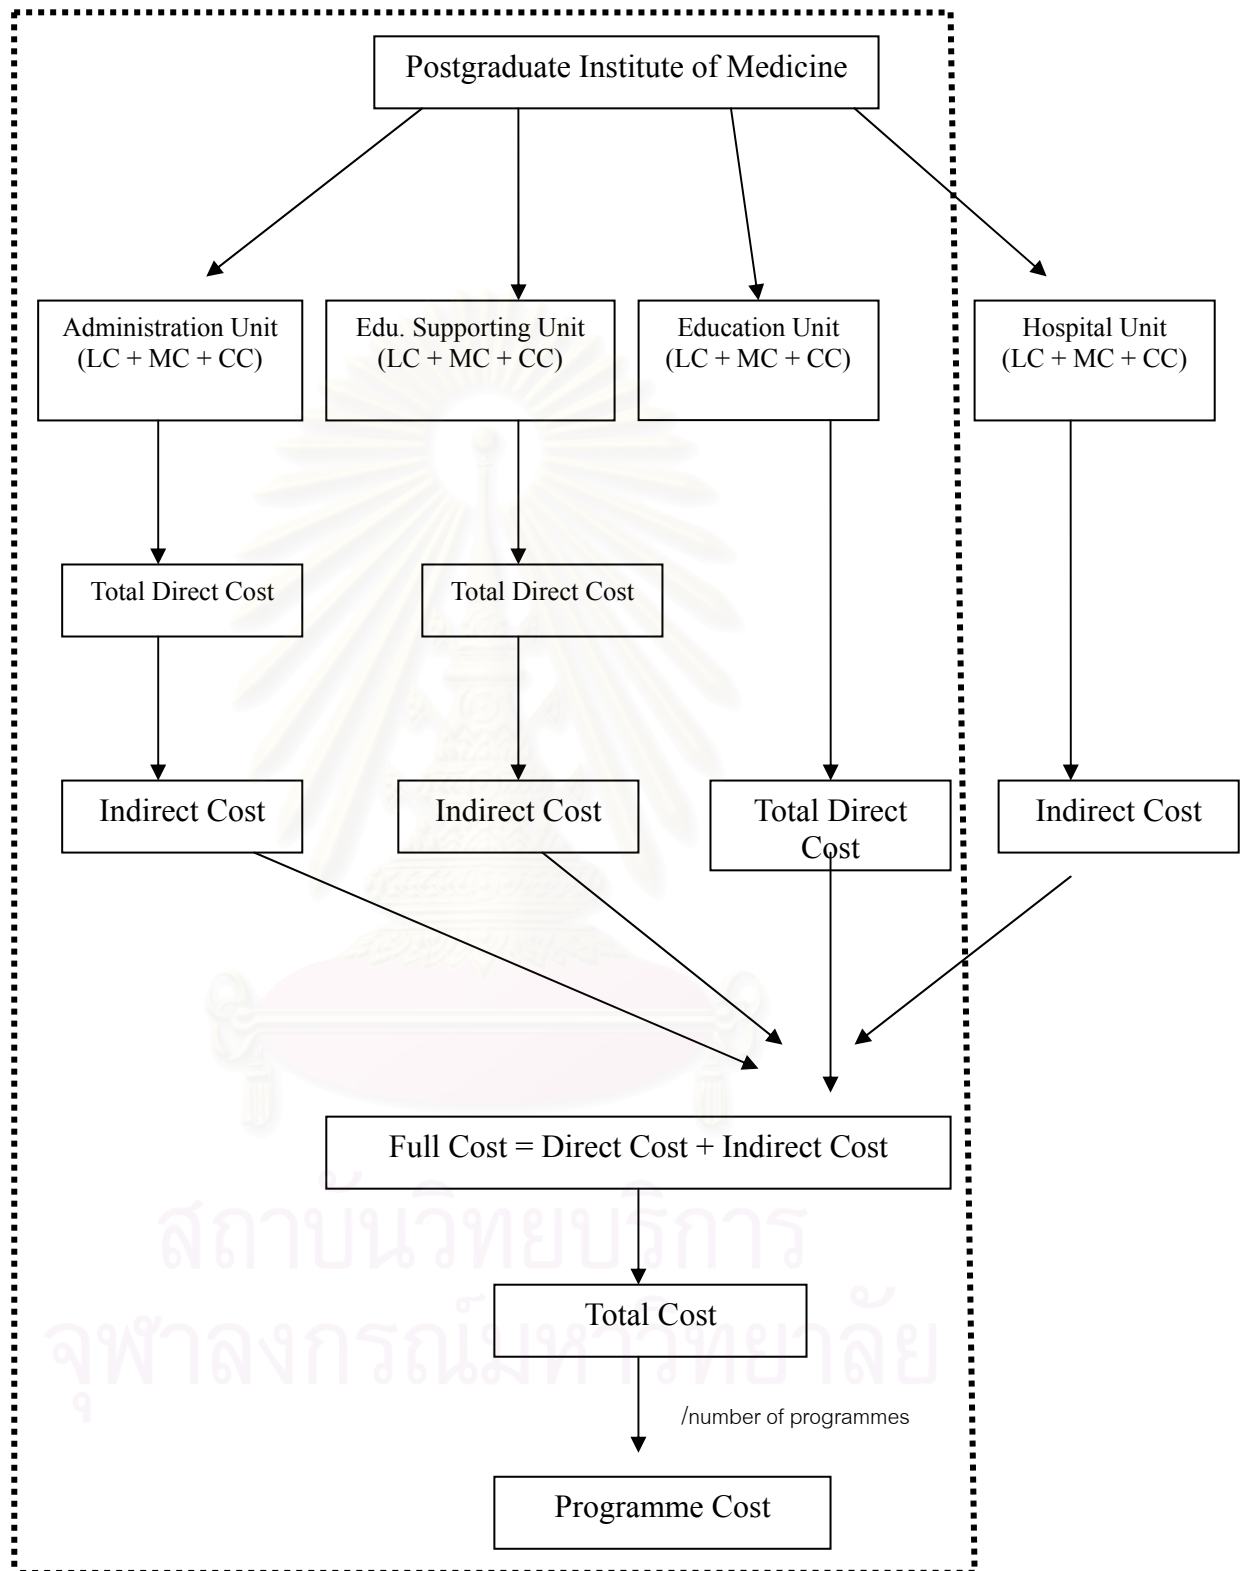 Postgraduate Institute of Medicine
Administration Unit
(LC + MC + CC)
Edu. Supporting Unit
(LC + MC + CC)
Education Unit
(LC + MC + CC)
Hospital Unit
(LC + MC + CC)
Total Direct Cost
Total Direct Cost
Indirect Cost
Indirect Cost
Total Direct
Cost
Indirect Cost
Full Cost = Direct Cost + Indirect Cost
สถาบันวิทยบริการ
Total Cost
จุฬาลงกรณ์มหาวิทยาลัย
/number of programmes
Programme Cost